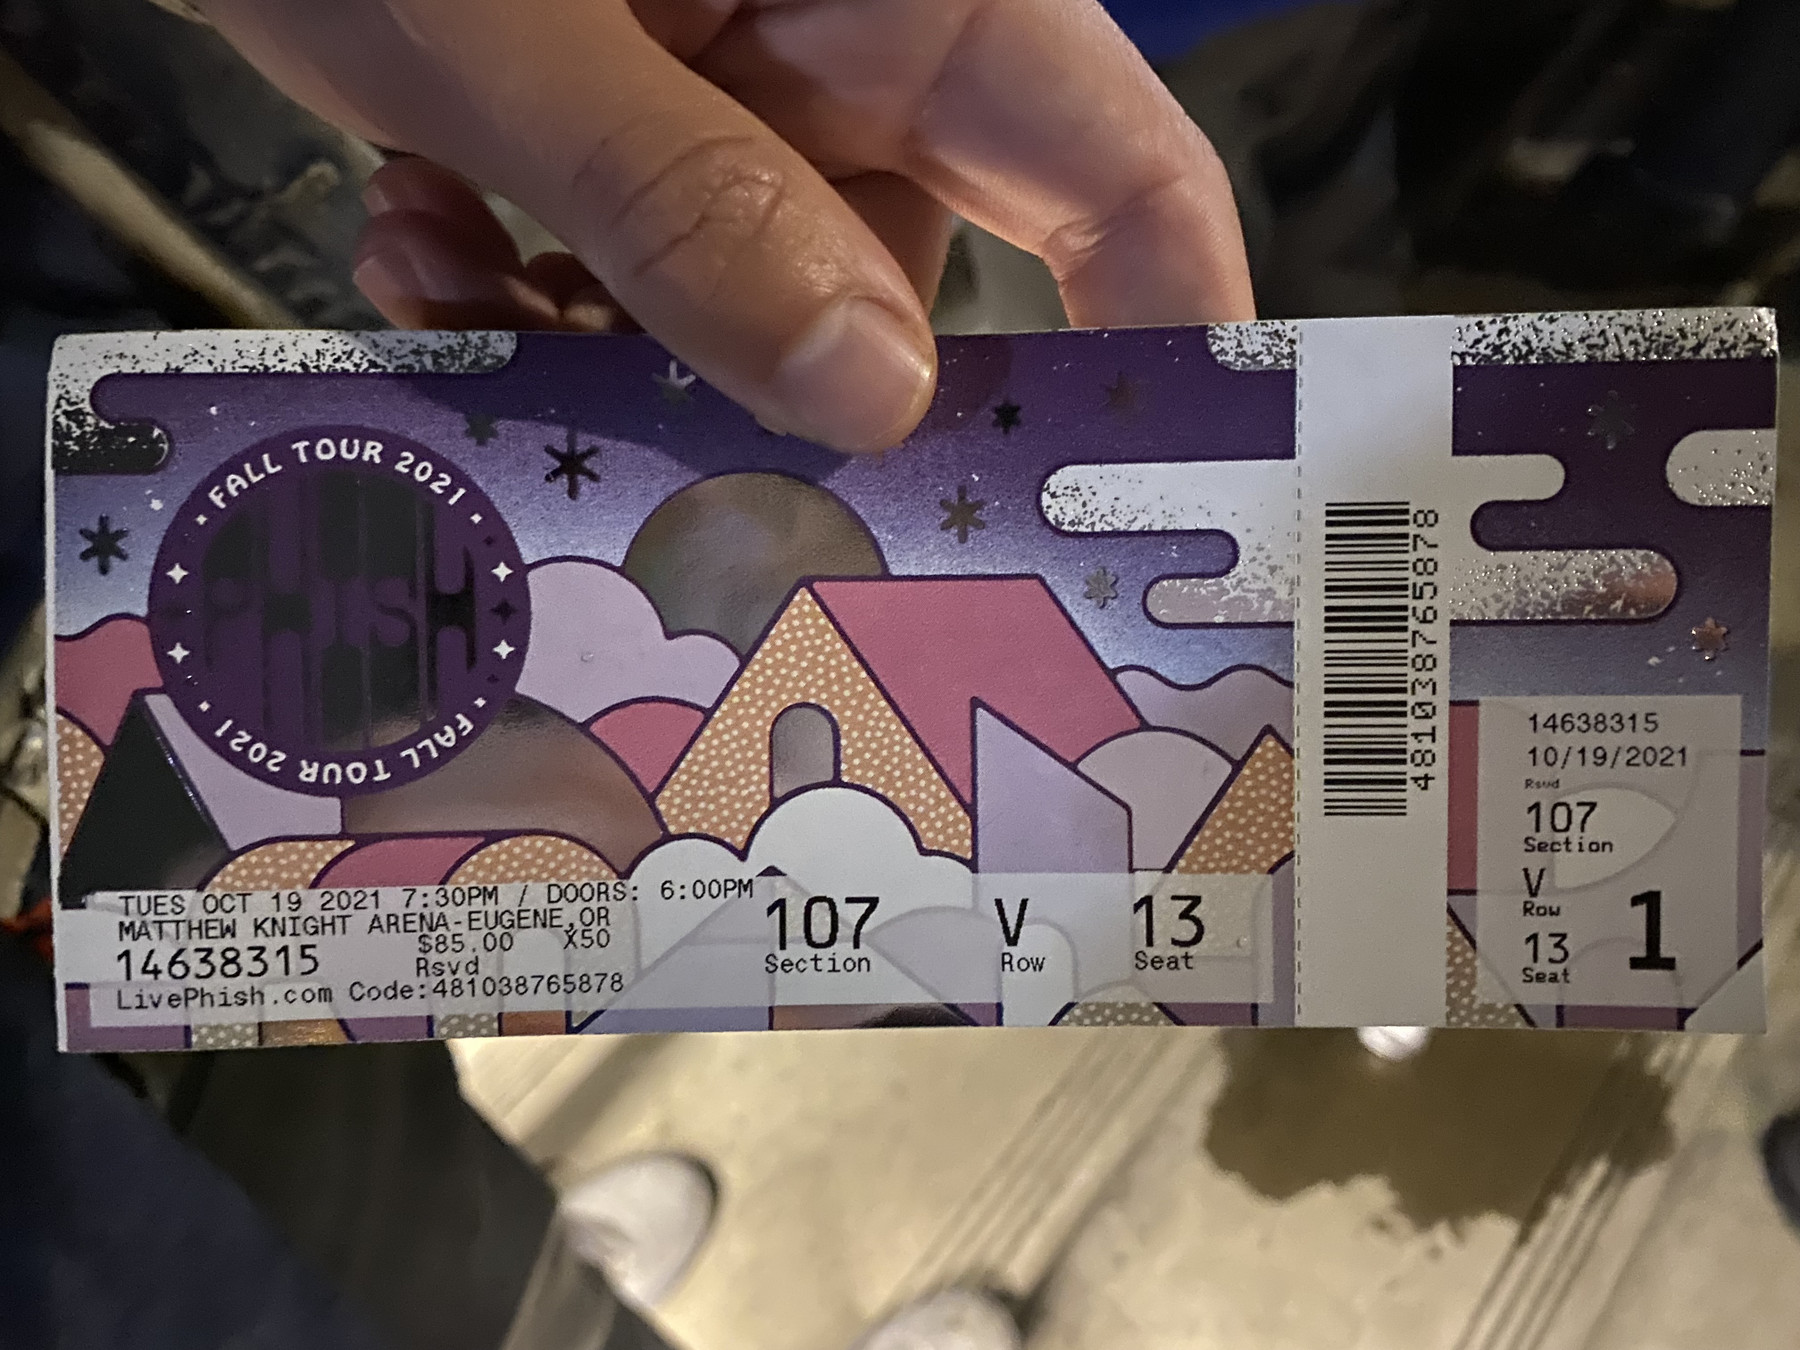 · FALL TOUR 2021 ·
PHISH
· FALL TOUR 2021 ·
TUES OCT 19 2021 7:30PM / DOORS: 6:00PM
MATTHEW KNIGHT ARENA-EUGENE,OR
$85.00 X50
14638315
Rsvd
LivePhish.com Code:481038765878
107
Section
V
Row
13
Seat
481038765878
14638315
10/19/2021
Rsvd
107
Section
V
Row
13
Seat
1